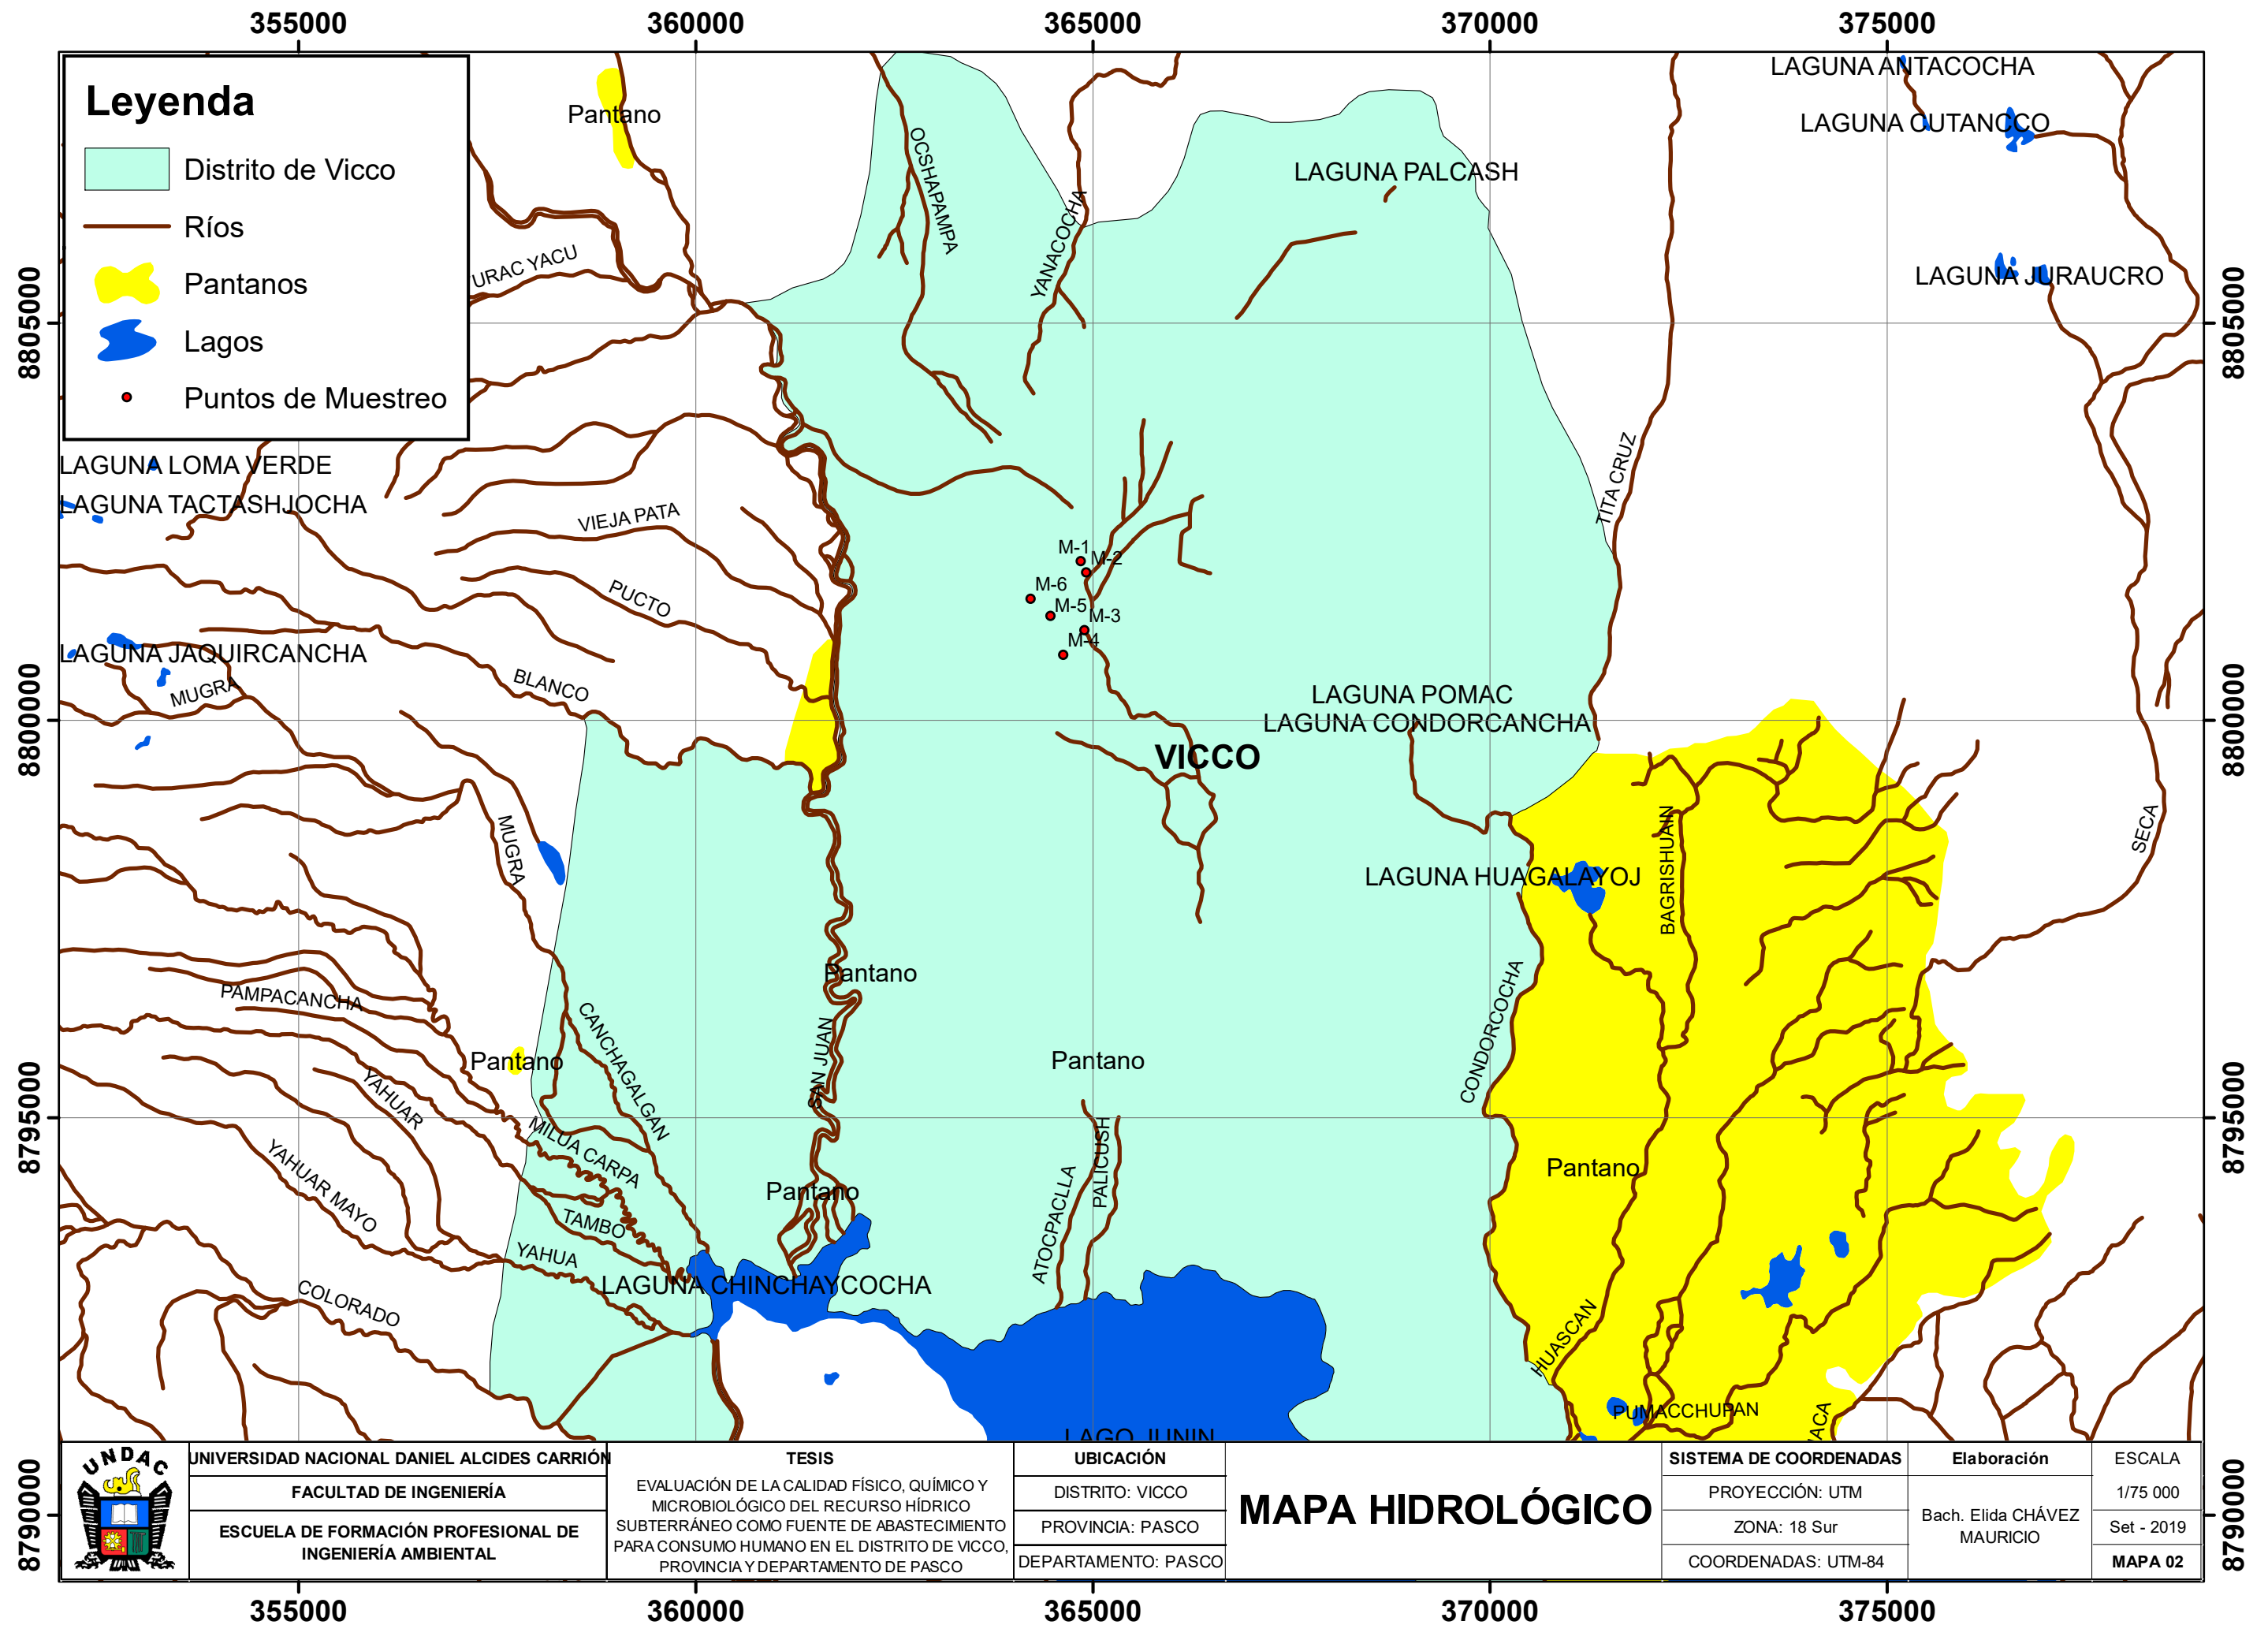 355000 360000 365000 370000 375000
Leyenda
Distrito de Vicco
Ríos
Pantanos
Lagos
Puntos de Muestreo
8805000
8800000
8795000
8790000
8805000
8800000
8795000
8790000
Pantano
OCSHAPAMPA
YANACOCHA
LAGUNA PALCASH
LAGUNA ANTACOCHA
LAGUNA CUTANCCO
LAGUNA JURAUCRO
URAC YACU
LAGUNA LOMA VERDE
LAGUNA TACTASHJOCHA
VIEJA PATA
TITA CRUZ
PUCTO
M-1
M-2
M-6
M-5
M-3
M-4
LAGUNA JAQUIRCANCHA
MUGRA
BLANCO
LAGUNA POMAC
LAGUNA CONDORCANCHA
VICCO
MUGRA
BAGRISHUAIN
SECA
LAGUNA HUAGALAYOJ
Pantano
PAMPACANCHA
CANCHAGALGAN
SAN JUAN
CONDORCOCHA
Pantano
Pantano
YAHUAR
MILUA CARPA
PALICUSH
Pantano
YAHUAR MAYO
Pantano
TAMBO
ATOCPACLLA
YAHUA
LAGUNA CHINCHAYCOCHA
COLORADO
HUASCAN
PUMACCHUPAN
LAGO JUNIN
UNDAC
UNIVERSIDAD NACIONAL DANIEL ALCIDES CARRIÓN
FACULTAD DE INGENIERÍA
ESCUELA DE FORMACIÓN PROFESIONAL DE
INGENIERÍA AMBIENTAL
TESIS
EVALUACIÓN DE LA CALIDAD FÍSICO, QUÍMICO Y
MICROBIOLÓGICO DEL RECURSO HÍDRICO
SUBTERRÁNEO COMO FUENTE DE ABASTECIMIENTO
PARA CONSUMO HUMANO EN EL DISTRITO DE VICCO,
PROVINCIA Y DEPARTAMENTO DE PASCO
UBICACIÓN
DISTRITO: VICCO
PROVINCIA: PASCO
DEPARTAMENTO: PASCO
MAPA HIDROLÓGICO
SISTEMA DE COORDENADAS
PROYECCIÓN: UTM
ZONA: 18 Sur
COORDENADAS: UTM-84
Elaboración
Bach. Elida CHÁVEZ
MAURICIO
ESCALA
1/75 000
Set - 2019
MAPA 02
355000 360000 365000 370000 375000